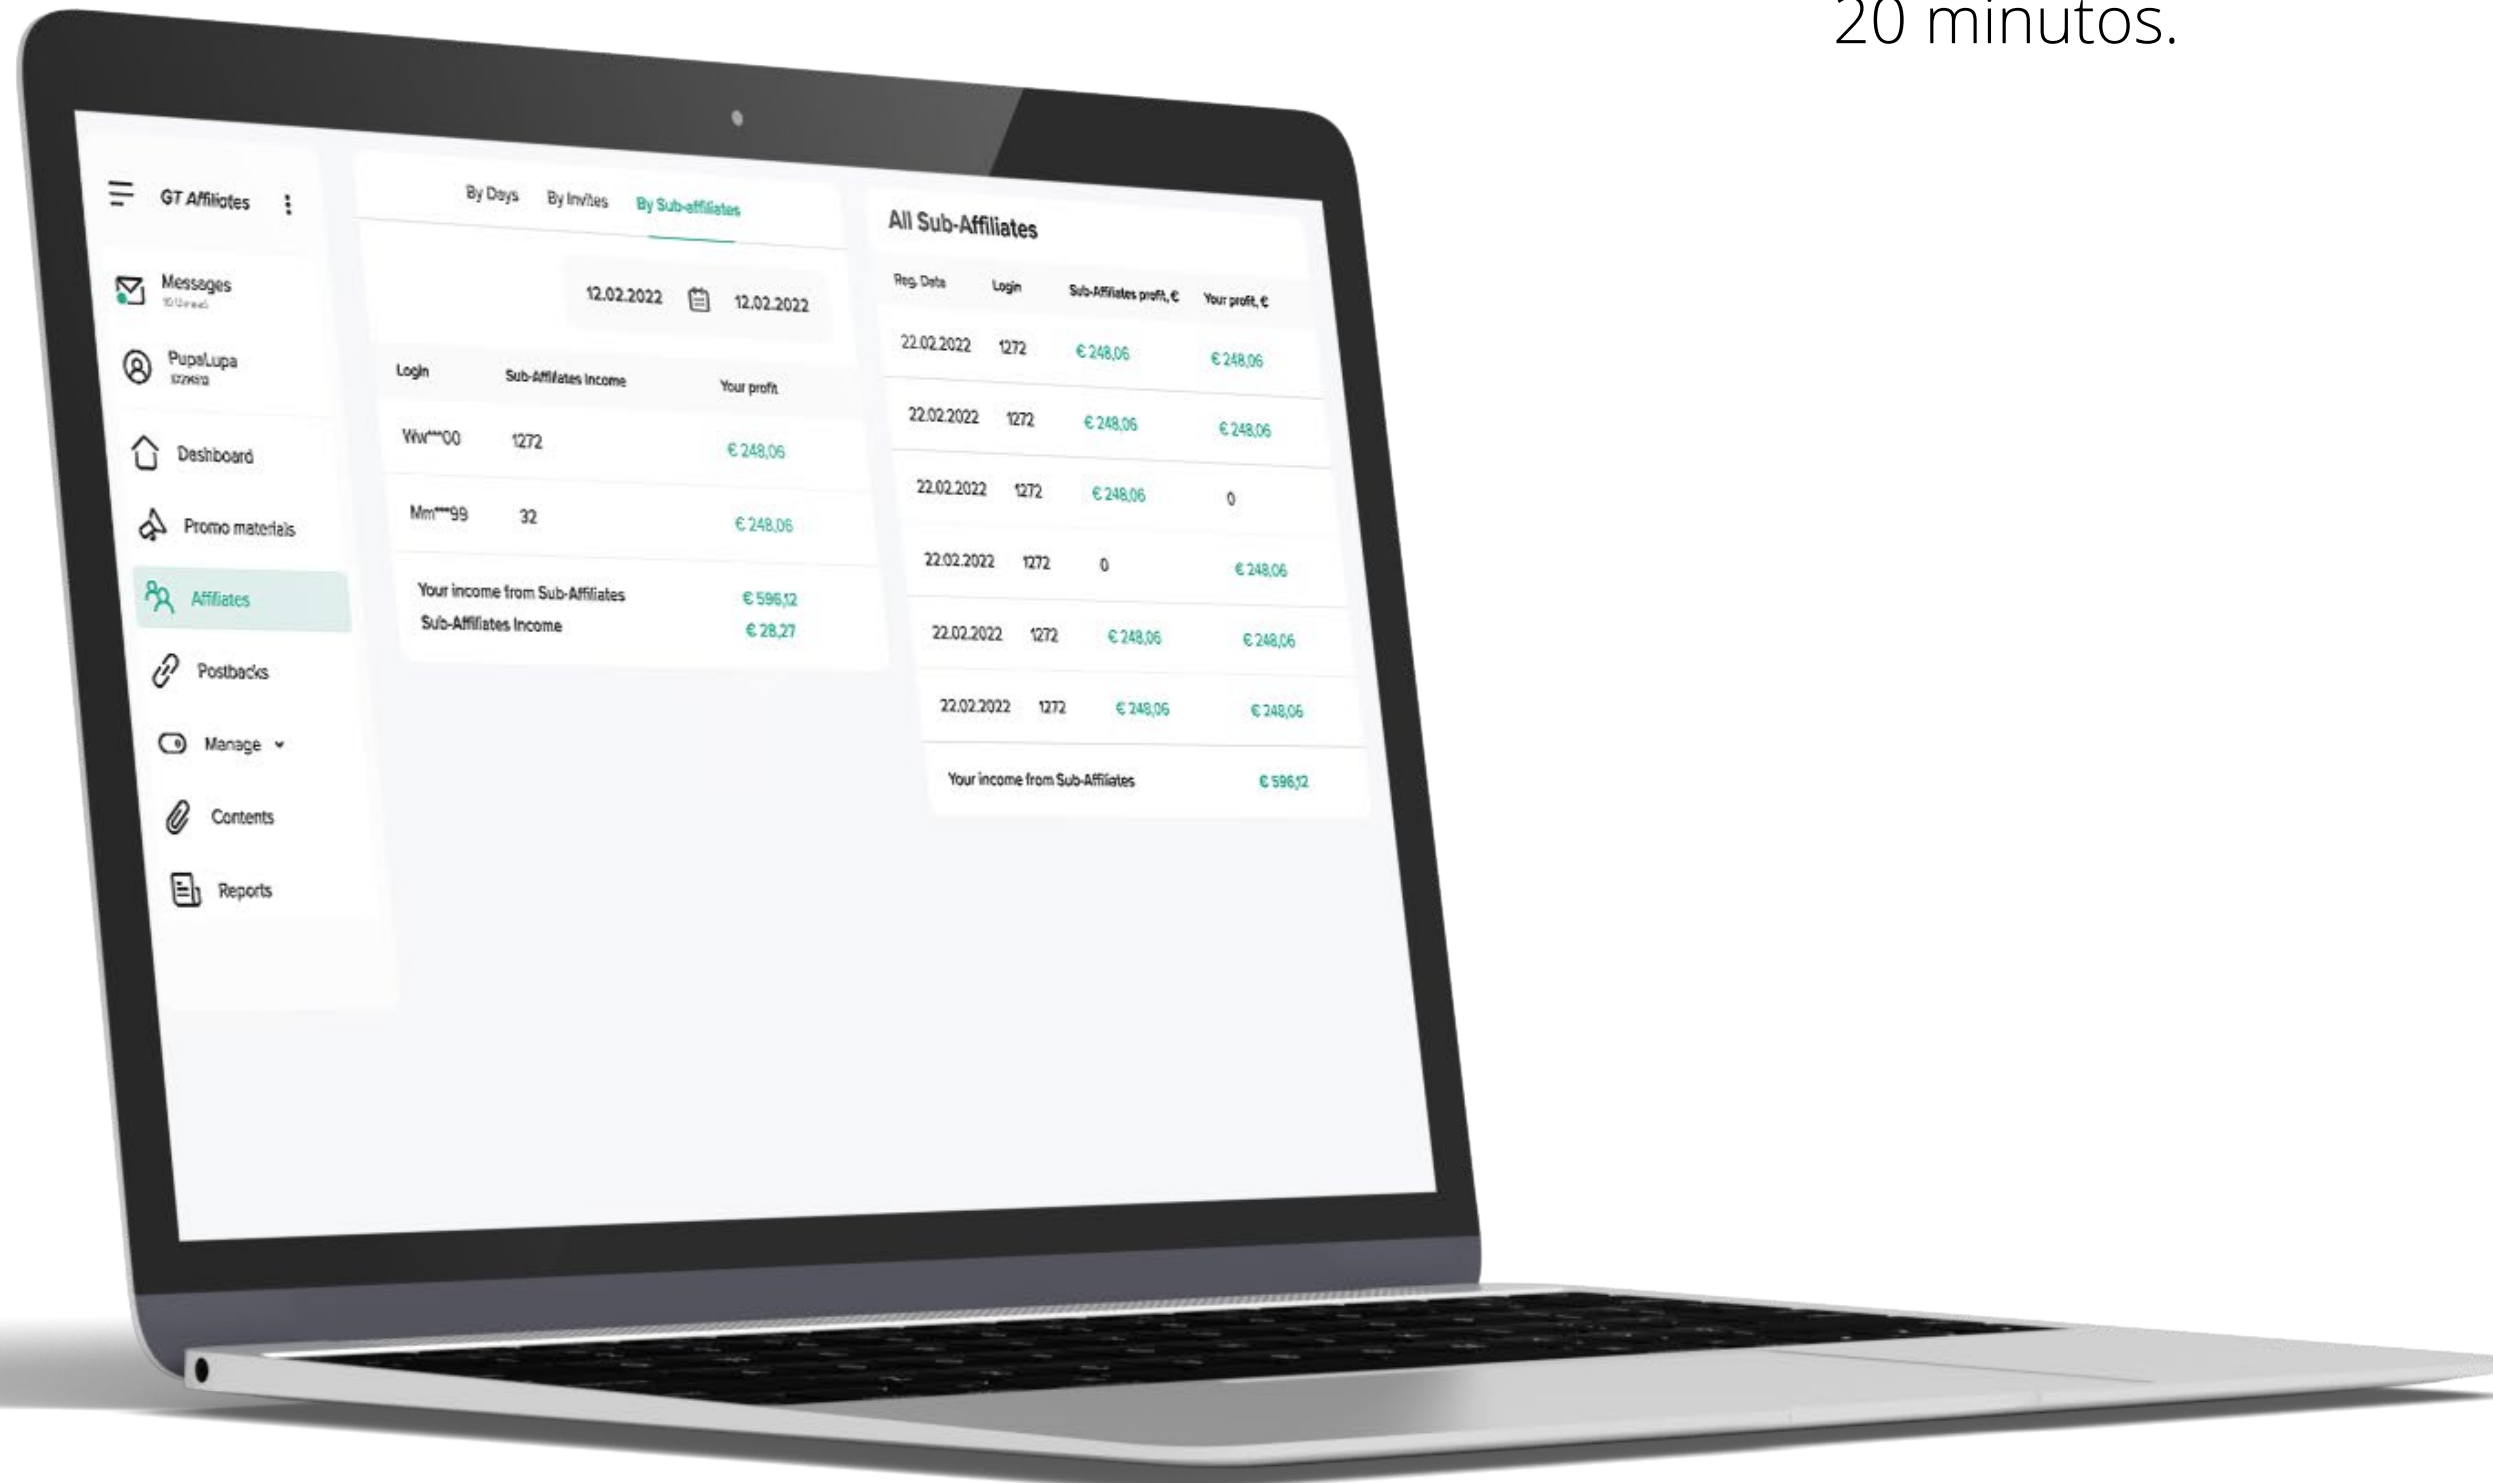 20 minutos.
GT Affiliates
Messages
PupaLupa
Dashboard
Promo materials
Affiliates
Postbacks
Manage
Contents
Reports
By Days By Invites By Sub-affiliates
12.02.2022 12.02.2022
Login Sub-Affiliates Income Your profit
Ww***00 1272 € 248,06
Mm***99 32 € 248,06
Your income from Sub-Affiliates € 596,12
Sub-Affiliates Income € 28,27
All Sub-Affiliates
Reg. Date Login Sub-Affiliates profit, € Your profit, €
22.02.2022 1272 € 248,06 € 248,06
22.02.2022 1272 € 248,06 € 248,06
22.02.2022 1272 € 248,06 0
22.02.2022 1272 0 € 248,06
22.02.2022 1272 € 248,06 € 248,06
22.02.2022 1272 € 248,06 € 248,06
Your income from Sub-Affiliates € 596,12